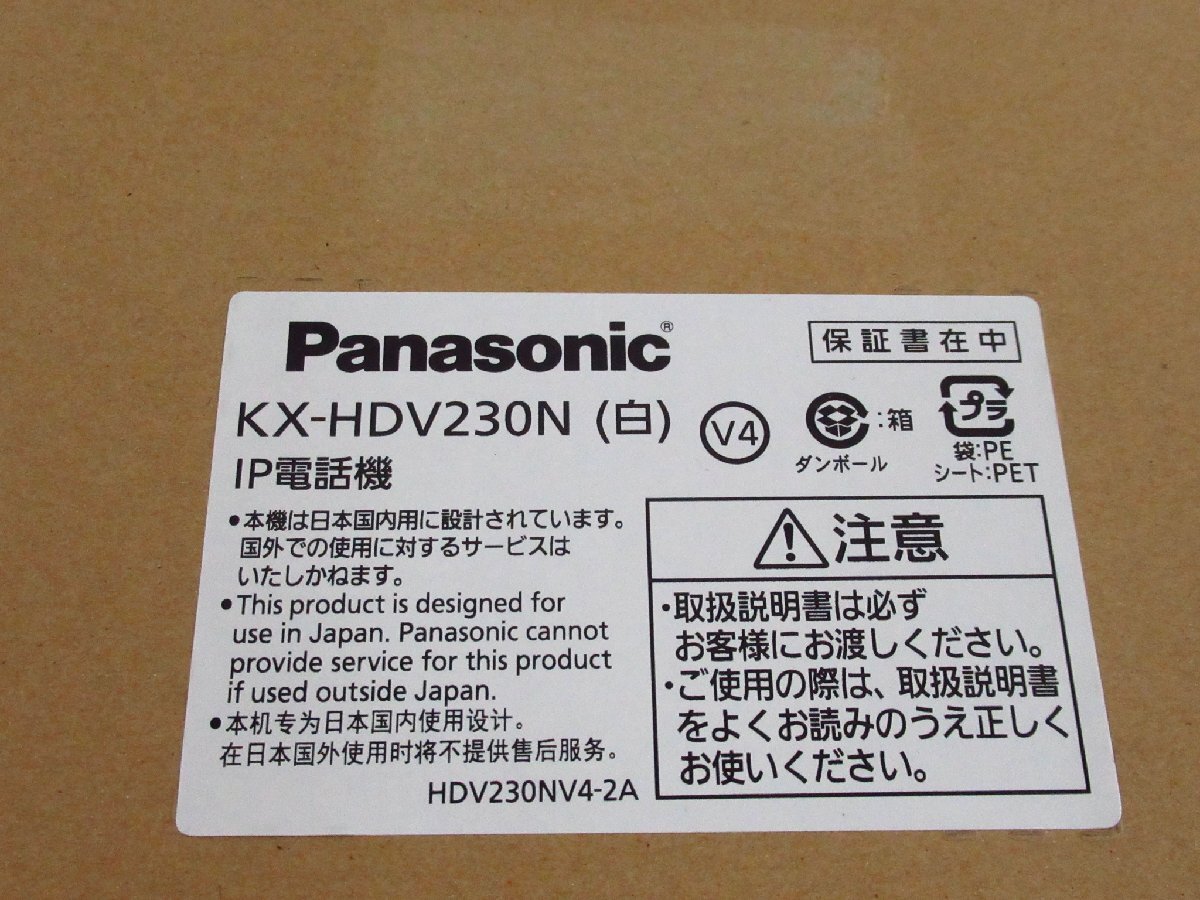 Panasonic®
保証書在中
KX-HDV230N (白)
V4
:箱
ダンボール
プラ
袋:PE
シート:PET
IP電話機
•本機は日本国内用に設計されています。
国外での使用に対するサービスは
いたしかねます。
•This product is designed for
use in Japan. Panasonic cannot
provide service for this product
if used outside Japan.
•本机专为日本国内使用设计。
在日本国外使用时将不提供售后服务。
HDV230NV4-2A
注意
・取扱説明書は必ず
お客様にお渡しください。
・ご使用の際は、取扱説明書
をよくお読みのうえ正しく
お使いください。